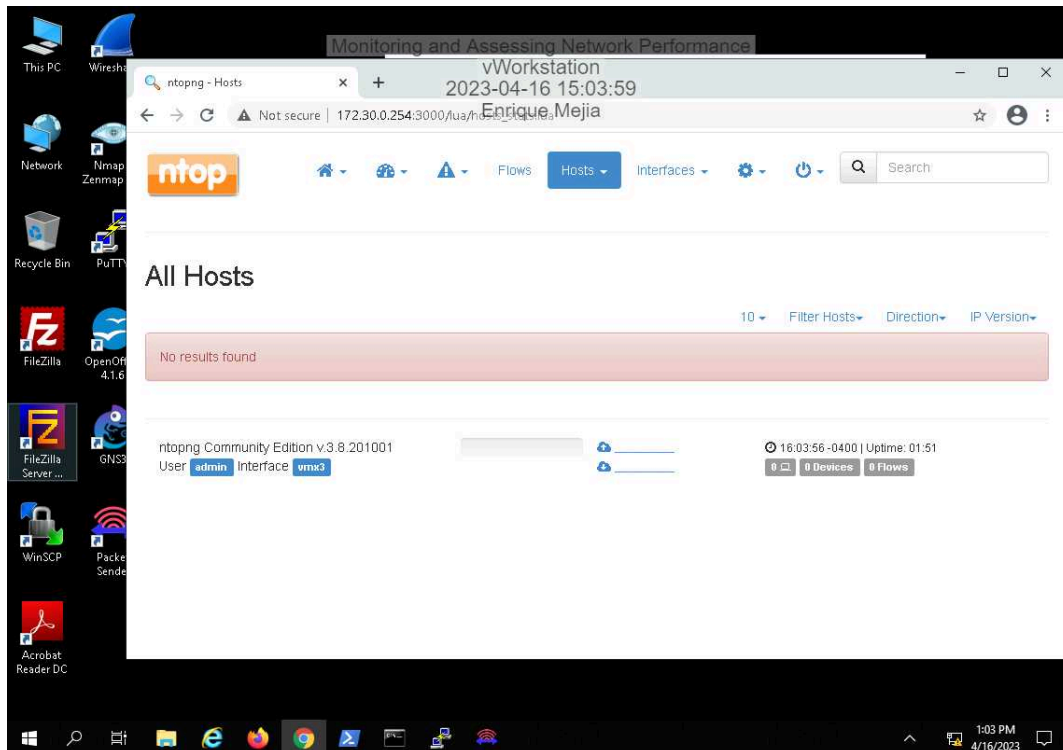 Monitoring and Assessing Network Performance
vWorkstation
2023-04-16 15:03:59
Enrique Mejia
This PC
Wiresha
ntopng - Hosts
Not secure | 172.30.0.254:3000/lua/hosts_stats.lua
Network
Nmap
Zenmap
ntop
Flows
Hosts
Interfaces
Search
Recycle Bin
PuTTY
All Hosts
10
Filter Hosts
Direction
IP Version
No results found
FileZilla
OpenOff
4.1.6
FileZilla
Server ...
GNS3
ntopng Community Edition v.3.8.201001
User admin Interface vmx3
16:03:56 -0400 | Uptime: 01:51
0
0 Devices
0 Flows
WinSCP
Packe
Sende
Acrobat
Reader DC
1:03 PM
4/16/2023